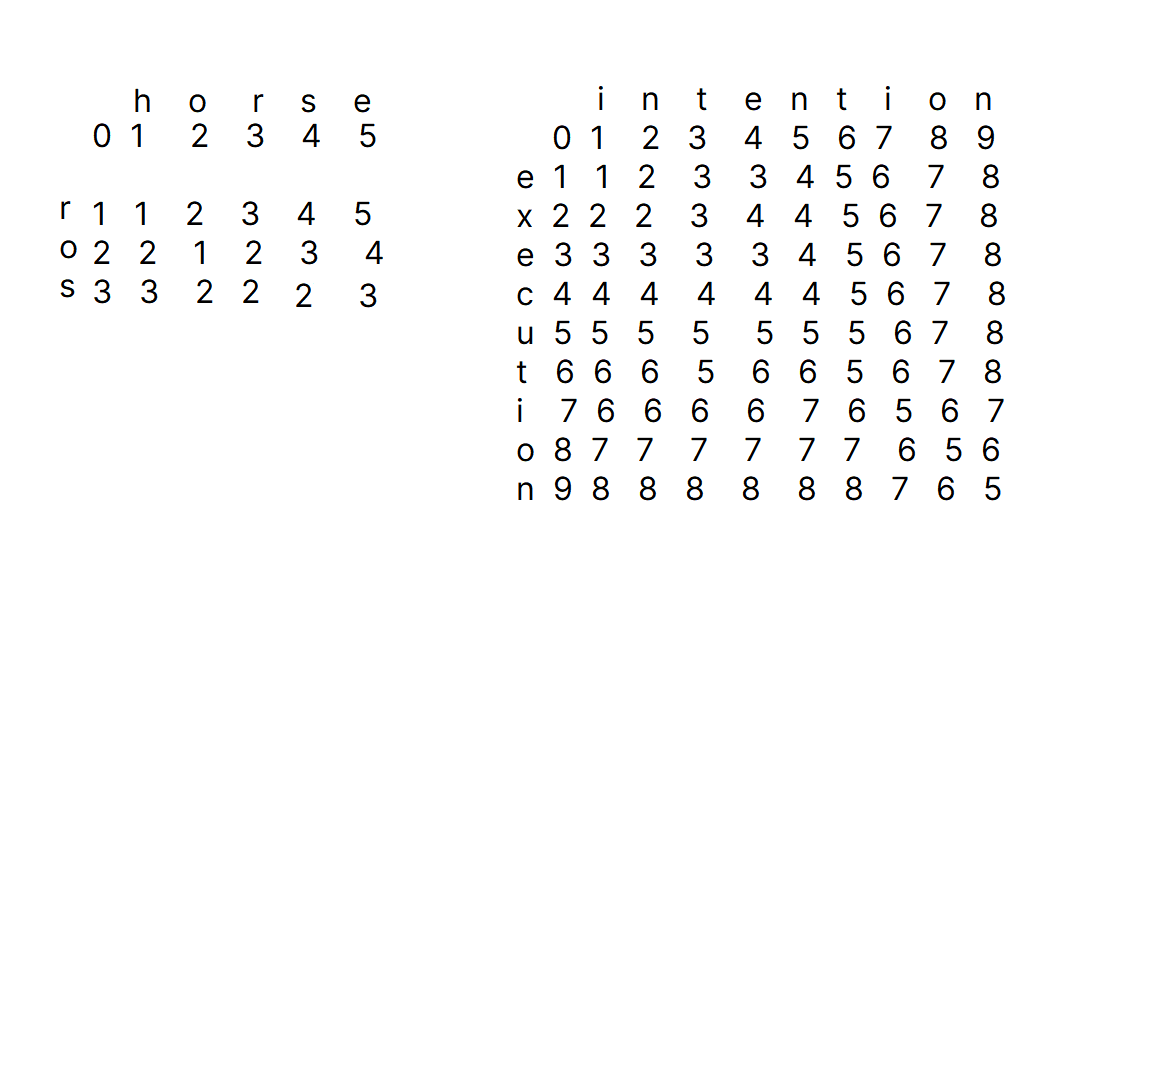 h o r s e
0 1 2 3 4 5
r 1 1 2 3 4 5
o 2 2 1 2 3 4
s 3 3 2 2 2 3
i n t e n t i o n
0 1 2 3 4 5 6 7 8 9
e 1 1 2 3 3 4 5 6 7 8
x 2 2 2 3 4 4 5 6 7 8
e 3 3 3 3 3 4 5 6 7 8
c 4 4 4 4 4 4 5 6 7 8
u 5 5 5 5 5 5 5 6 7 8
t 6 6 6 5 6 6 5 6 7 8
i 7 6 6 6 6 7 6 5 6 7
o 8 7 7 7 7 7 7 6 5 6
n 9 8 8 8 8 8 8 7 6 5